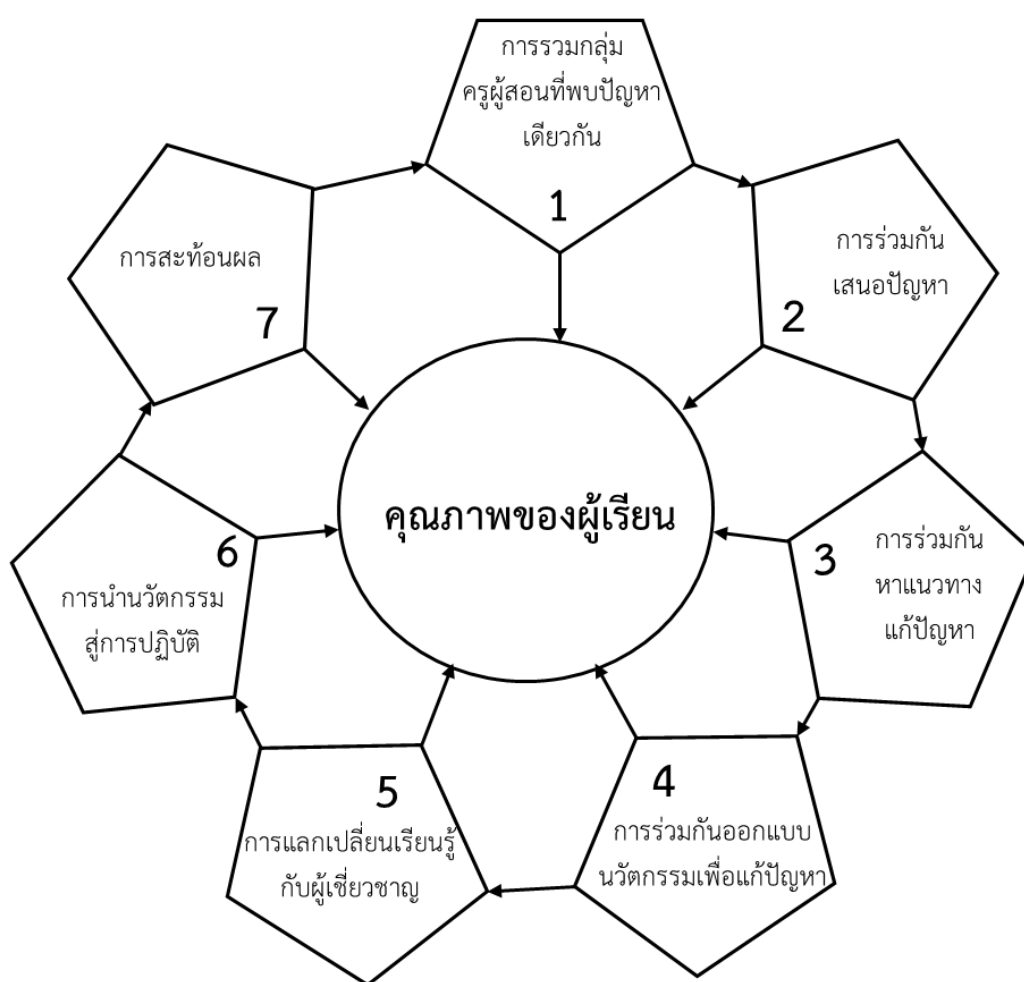 การรวมกลุ่ม
ครูผู้สอนที่พบปัญหา
เดียวกัน
1
การร่วมกัน
เสนอปัญหา
2
การร่วมกัน
หาแนวทาง
แก้ปัญหา
3
4
การร่วมกันออกแบบ
นวัตกรรมเพื่อแก้ปัญหา
5
การแลกเปลี่ยนเรียนรู้
กับผู้เชี่ยวชาญ
6
การนำนวัตกรรม
สู่การปฏิบัติ
การสะท้อนผล
7
คุณภาพของผู้เรียน